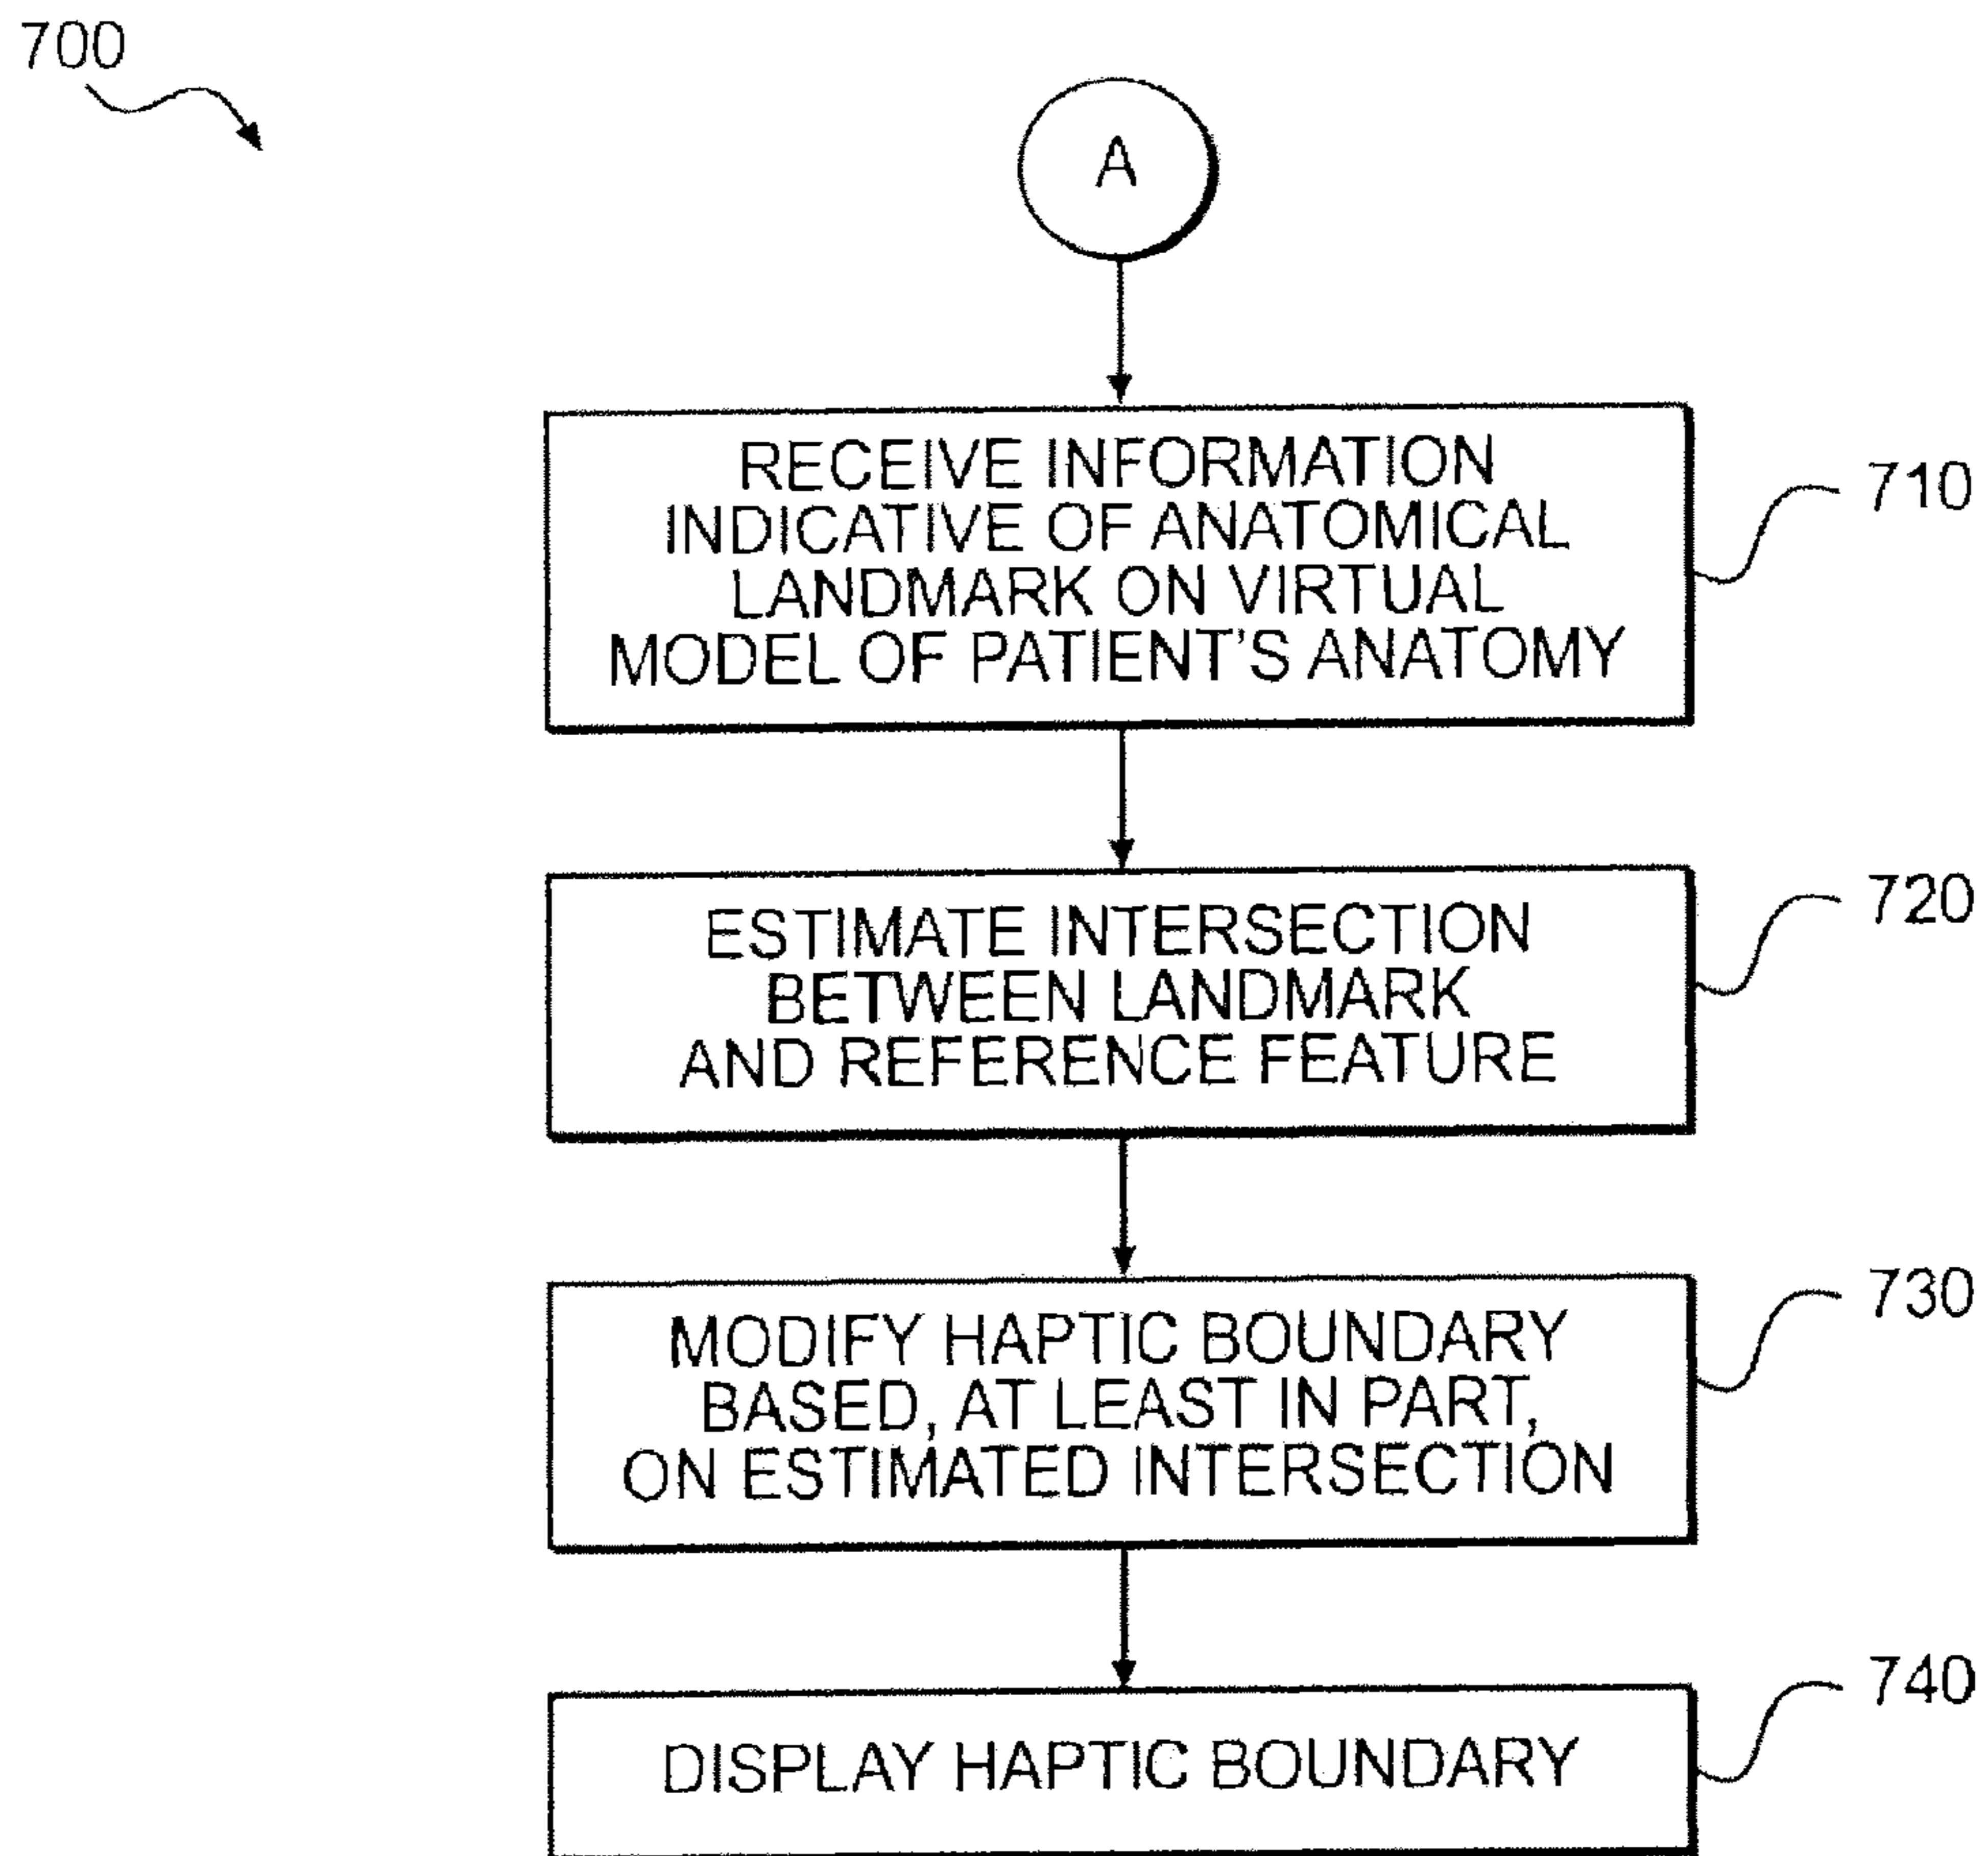 700
A
RECEIVE INFORMATION
INDICATIVE OF ANATOMICAL
LANDMARK ON VIRTUAL
MODEL OF PATIENT'S ANATOMY
710
ESTIMATE INTERSECTION
BETWEEN LANDMARK
AND REFERENCE FEATURE
720
MODIFY HAPTIC BOUNDARY
BASED, AT LEAST IN PART,
ON ESTIMATED INTERSECTION
730
DISPLAY HAPTIC BOUNDARY
740